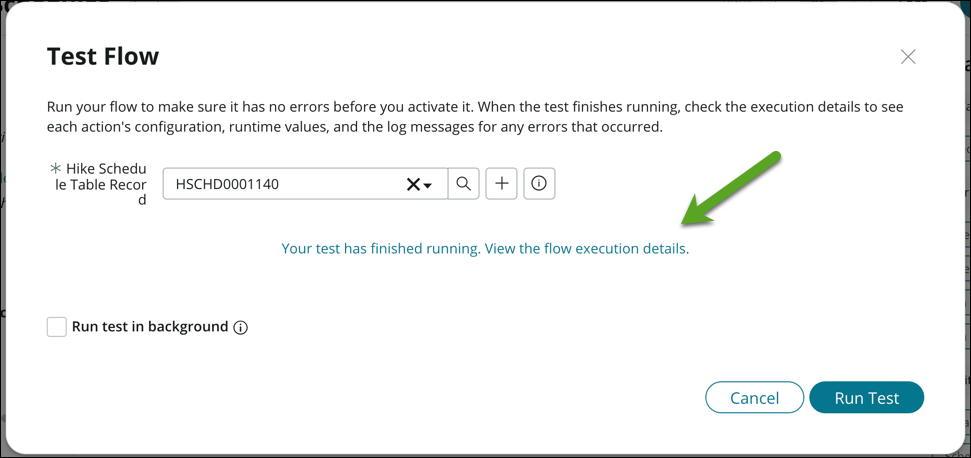 Test Flow
Run your flow to make sure it has no errors before you activate it. When the test finishes running, check the execution details to see
each action's configuration, runtime values, and the log messages for any errors that occurred.
* Hike Schedu
le Table Recor
d
HSCHD0001140
Your test has finished running. View the flow execution details.
Run test in background
Cancel
Run Test